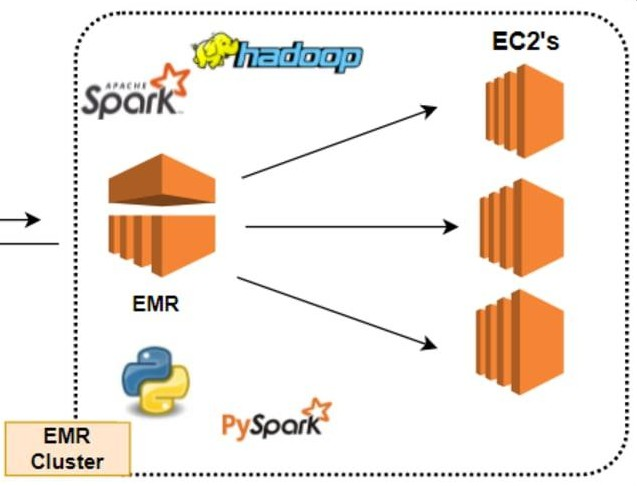 hadoop
EC2's
APACHE
Spark
EMR
PySpark
EMR
Cluster